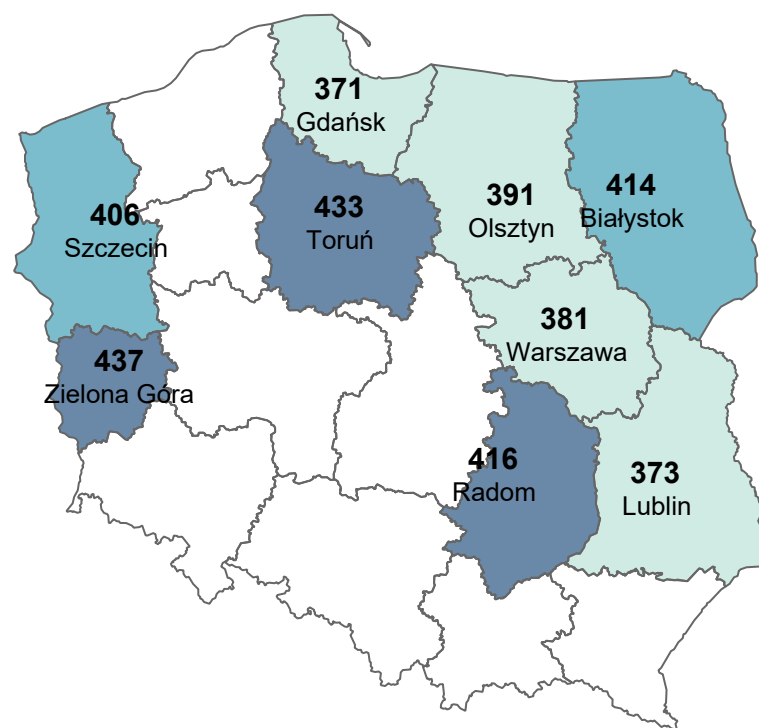 371
Gdańsk
414
Białystok
391
Olsztyn
433
Toruń
406
Szczecin
381
Warszawa
437
Zielona Góra
416
Radom
373
Lublin